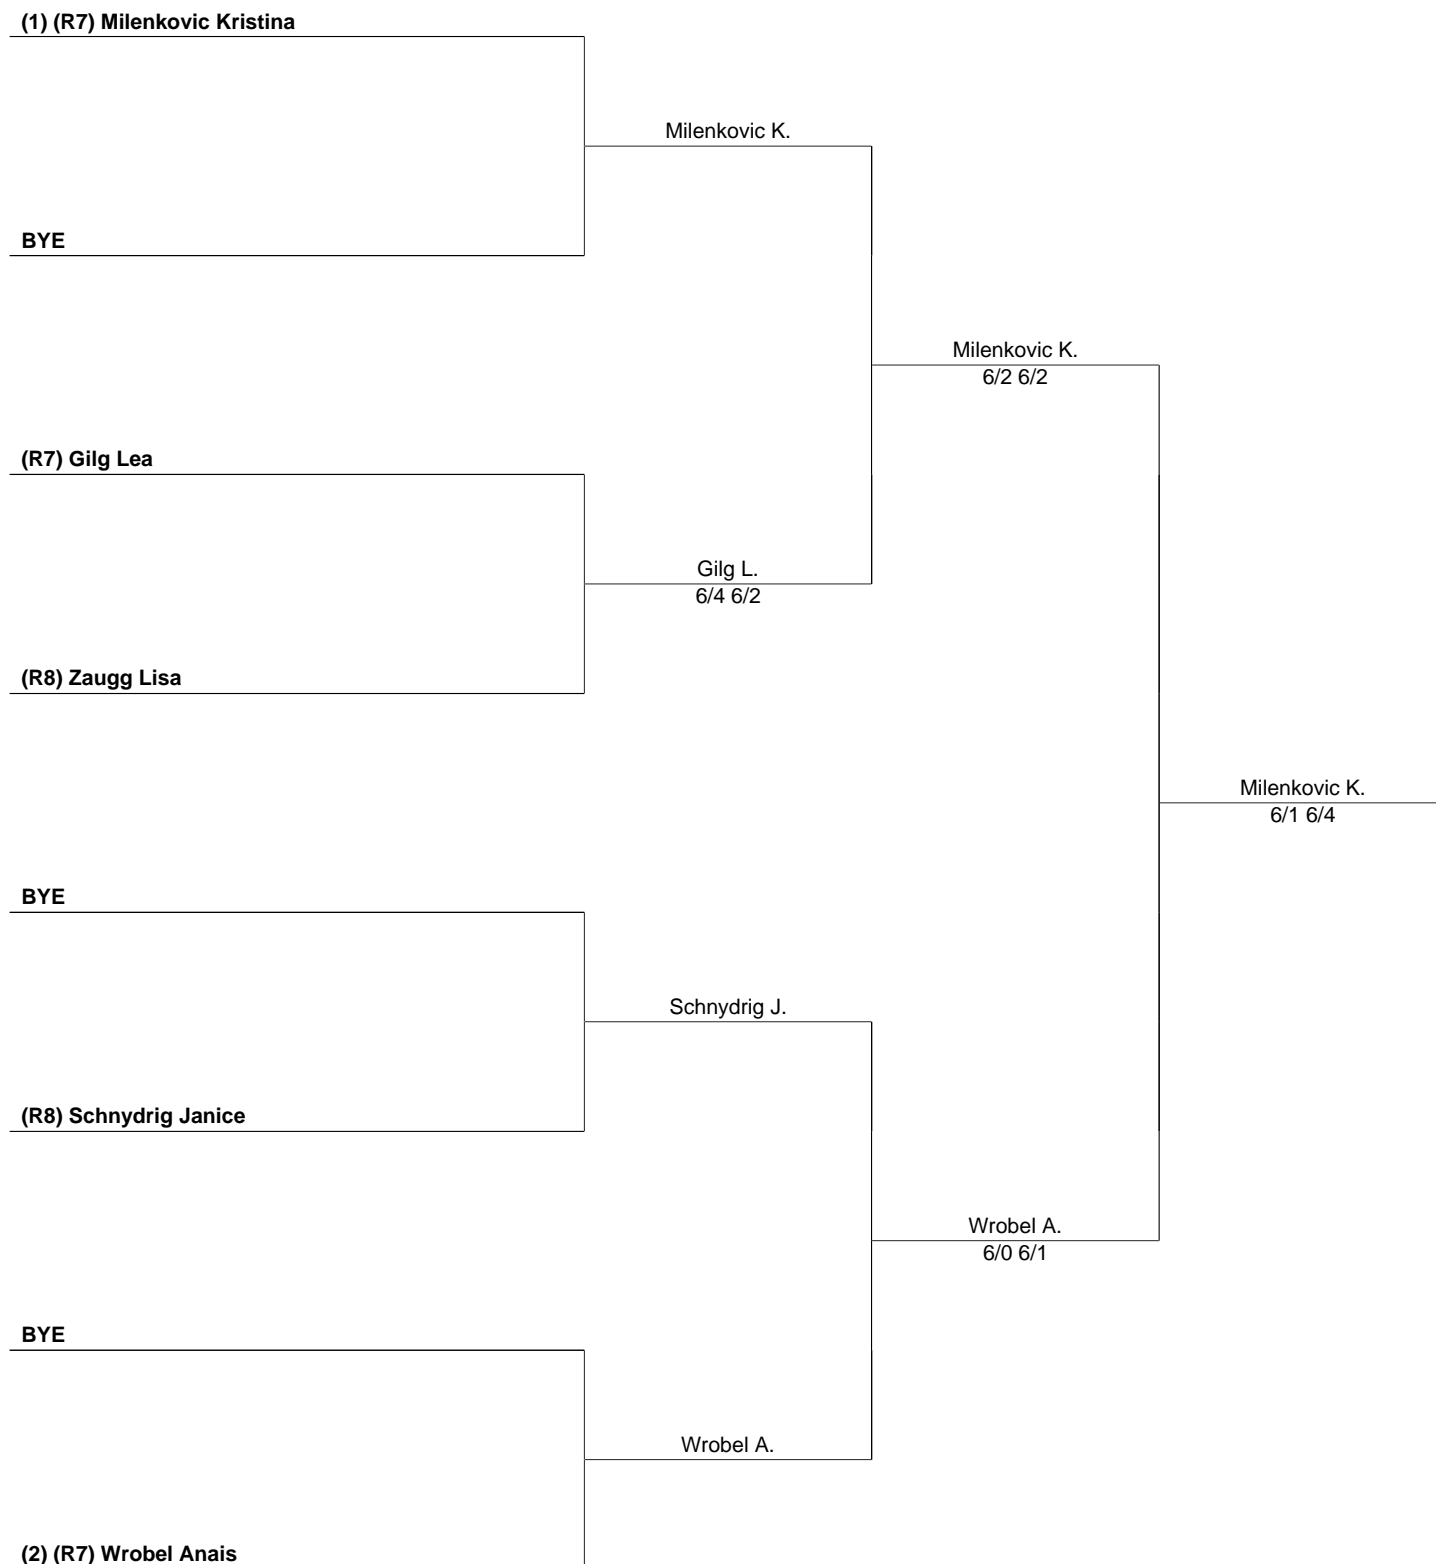 (1) (R7) Milenkovic Kristina
Milenkovic K.
BYE
Milenkovic K.
6/2 6/2
(R7) Gilg Lea
Gilg L.
6/4 6/2
(R8) Zaugg Lisa
Milenkovic K.
6/1 6/4
BYE
Schnydrig J.
(R8) Schnydrig Janice
Wrobel A.
6/0 6/1
BYE
Wrobel A.
(2) (R7) Wrobel Anais